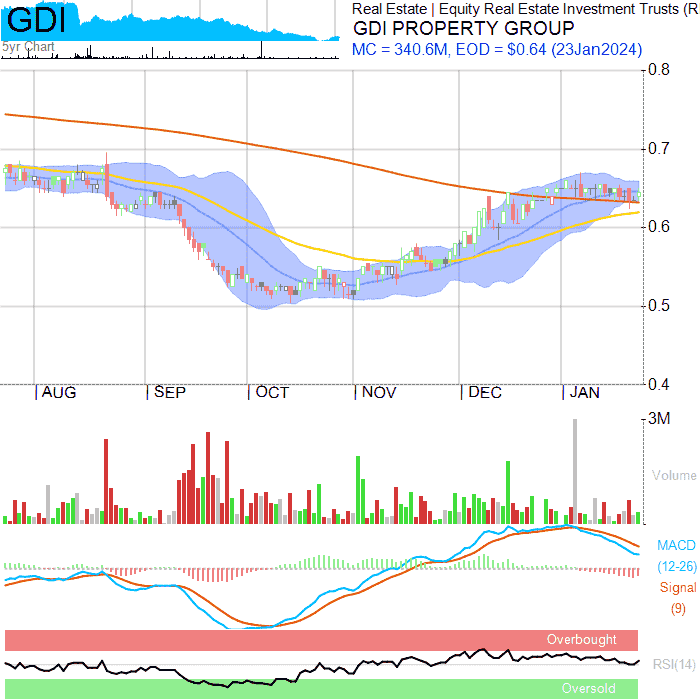 GDI
5yr Chart
Real Estate | Equity Real Estate Investment Trusts (R
GDI PROPERTY GROUP
MC = 340.6M, EOD = $0.64 (23Jan2024)
0.8
0.7
0.6
0.5
0.4
AUG SEP OCT NOV DEC JAN
3M
Volume
MACD
(12-26)
Signal
(9)
Overbought
RSI(14)
Oversold